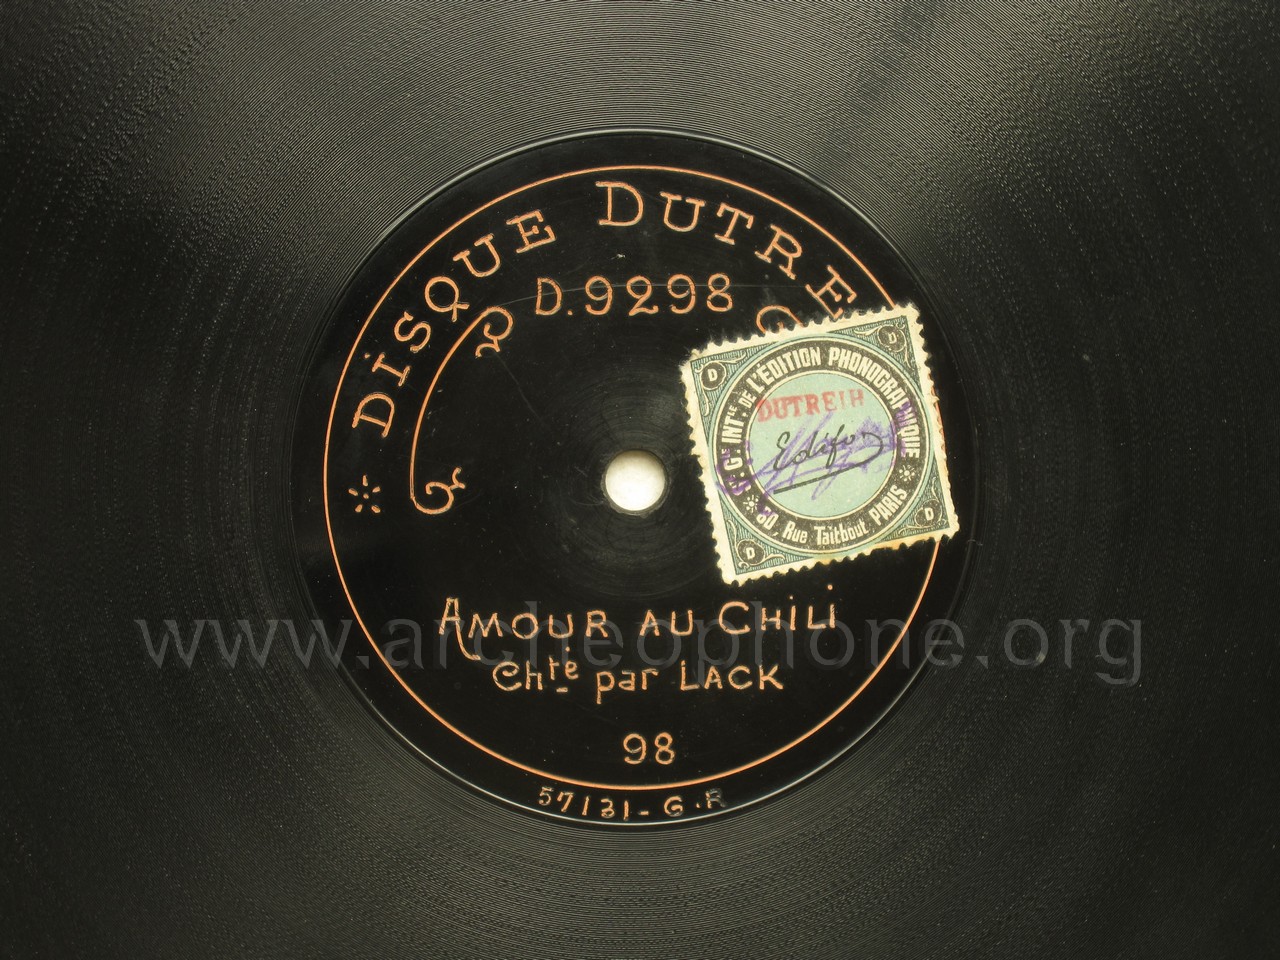 DISQUE DUTRE
D.9298
Sté Gle INTLE. DE L'ÉDITION PHONOGRAPHIQUE
DUTREIH
Edifo
80, Rue Taitbout PARIS
D
D
D
D
AMOUR AU CHILI
Chté par LACK
98
57131-G.R
www.archeophone.org